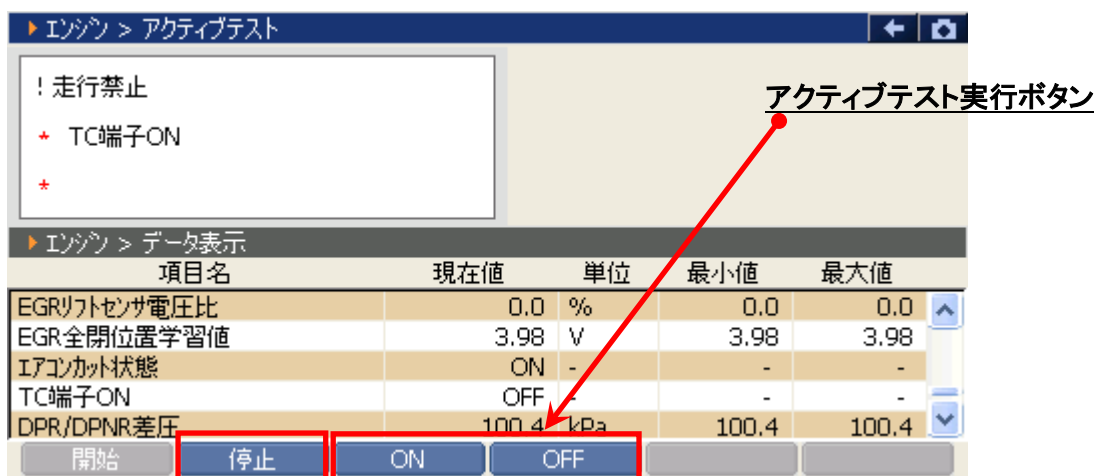 エンジン > アクティブテスト
! 走行禁止
* TC端子ON
*
アクティブテスト実行ボタン
エンジン > データ表示
項目名 現在値 単位 最小値 最大値
EGRリフトセンサ電圧比 0.0 % 0.0 0.0
EGR全閉位置学習値 3.98 V 3.98 3.98
エアコンカット状態 ON - - -
TC端子ON OFF - - -
DPR/DPNR差圧 100.4 kPa 100.4 100.4
開始 停止 ON OFF